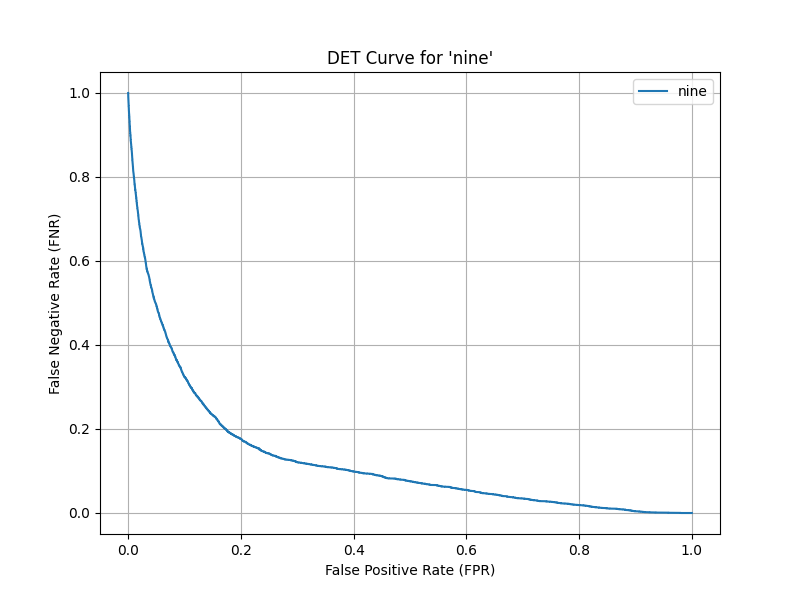 DET Curve for 'nine'
nine
1.0
0.8
0.6
0.4
0.2
0.0
False Negative Rate (FNR)
0.0 0.2 0.4 0.6 0.8 1.0
False Positive Rate (FPR)